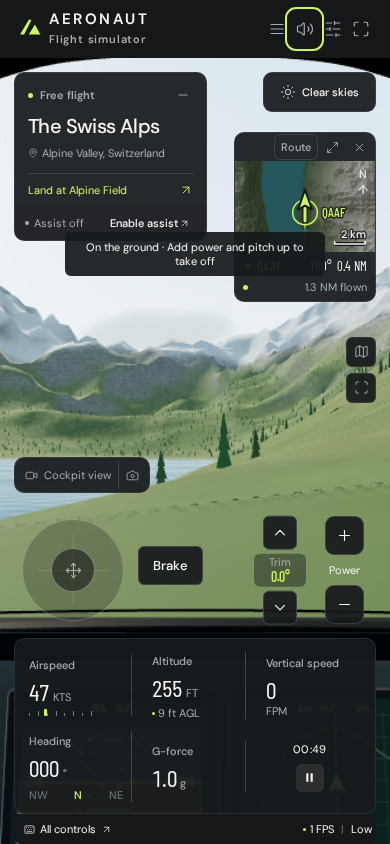 AERONAUT
Flight simulator
Free flight
Clear skies
The Swiss Alps
Alpine Valley, Switzerland
Route
N
Land at Alpine Field
QAAF
2 km
Assist off
Enable assist
On the ground · Add power and pitch up to
take off
QAAF
0.4 NM
1.3 NM flown
Cockpit view
Brake
Trim
0.0°
Power
Airspeed
47 KTS
Altitude
255 FT
9 ft AGL
Vertical speed
0
FPM
Heading
000 °
NW N NE
G-force
1.0 g
00:49
All controls
1 FPS | Low